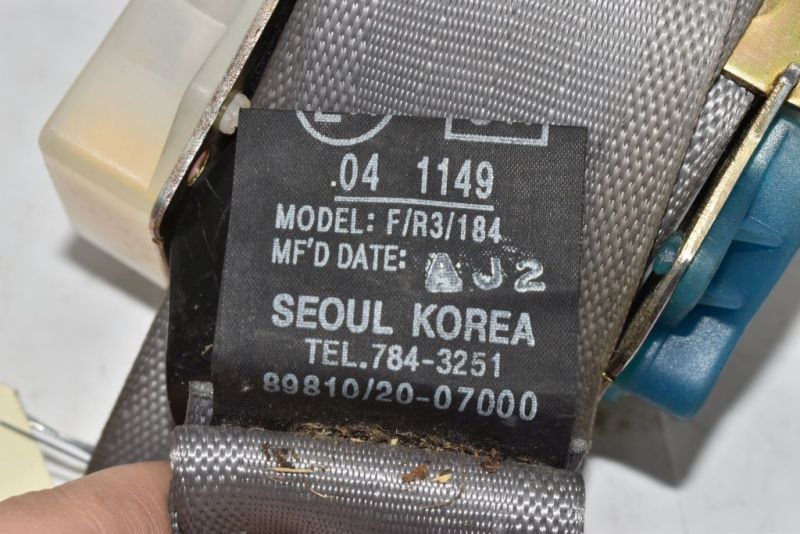 04 1149
MODEL: F/R3/184
MF'D DATE: AJ2
SEOUL KOREA
TEL.784-3251
89810/20-07000